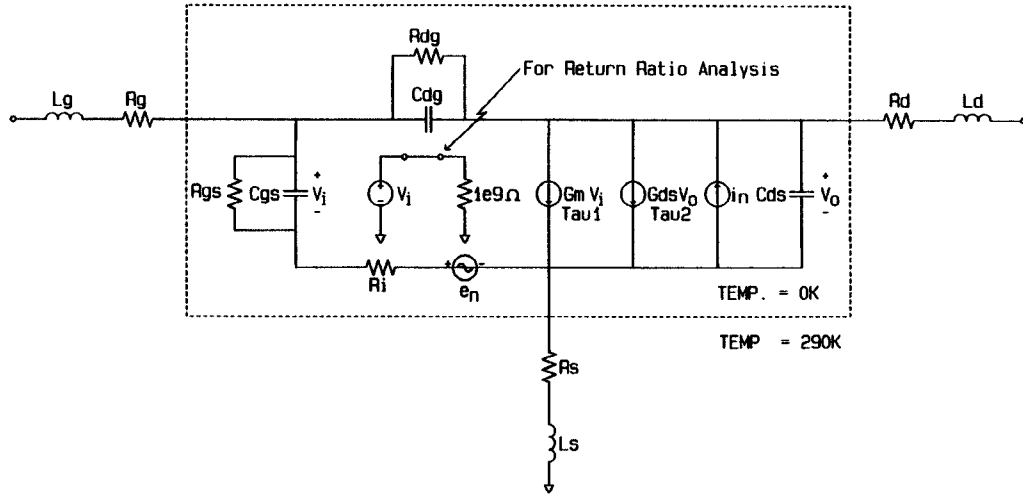 Rdg
For Return Ratio Analysis
Lg
Rg
Cdg
Rd
Ld
Rgs
Cgs
+
Vi
-
+
-
Vi
1e9Ω
Gm Vi
Tau1
GdsVo
Tau2
in
Cds
+
Vo
-
Ri
+
-
en
TEMP. = 0K
TEMP = 290K
Rs
Ls